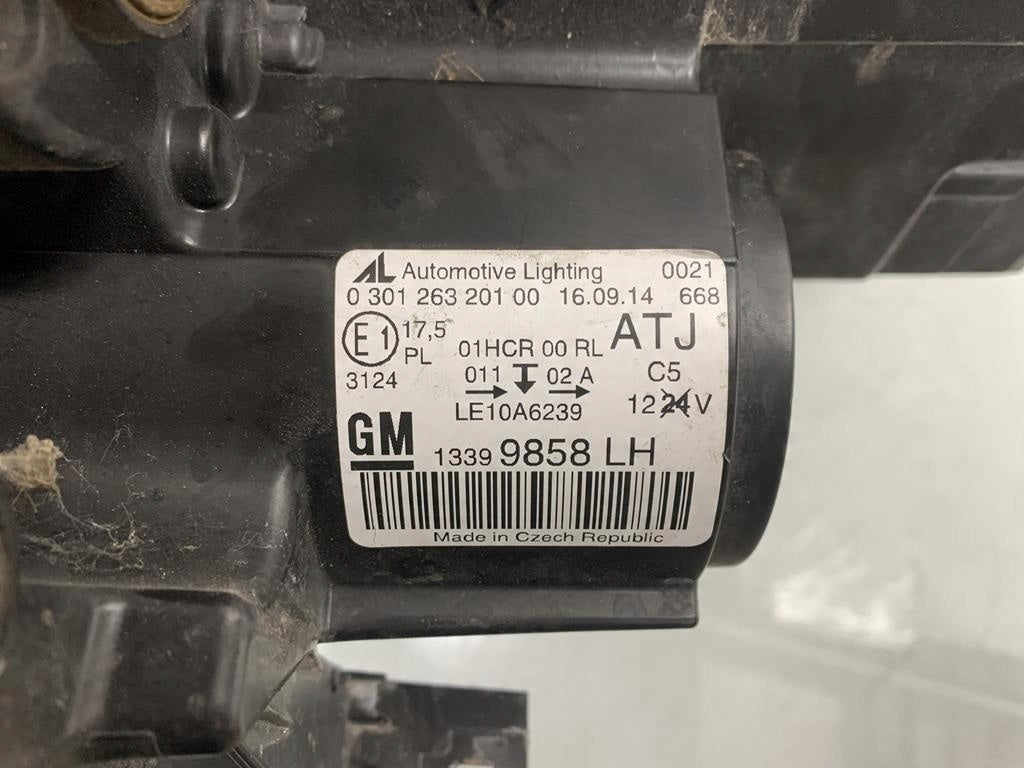 AL Automotive Lighting 0021
0 301 263 201 00 16.09.14 668
E1 17,5 01HCR 00 RL ATJ
PL
3124 011 02 A C5
LE10A6239 12 24 V
GM
1339 9858 LH
Made in Czech Republic